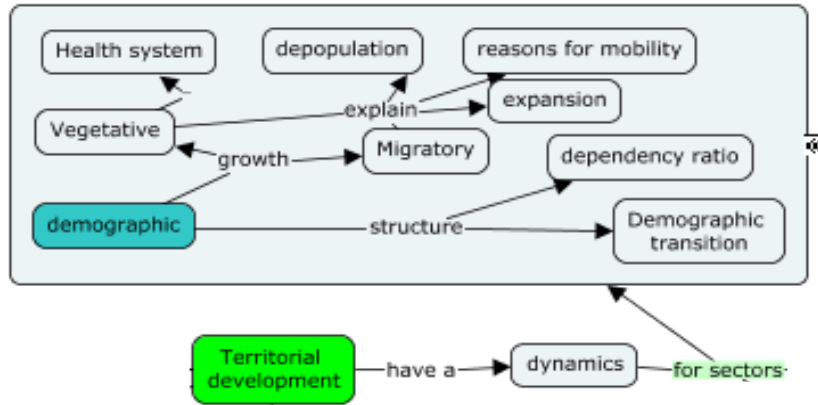 Health system
depopulation
reasons for mobility
expansion
explain
Vegetative
Migratory
growth
dependency ratio
demographic
structure
Demographic
transition
Territorial
development
have a
dynamics
for sectors